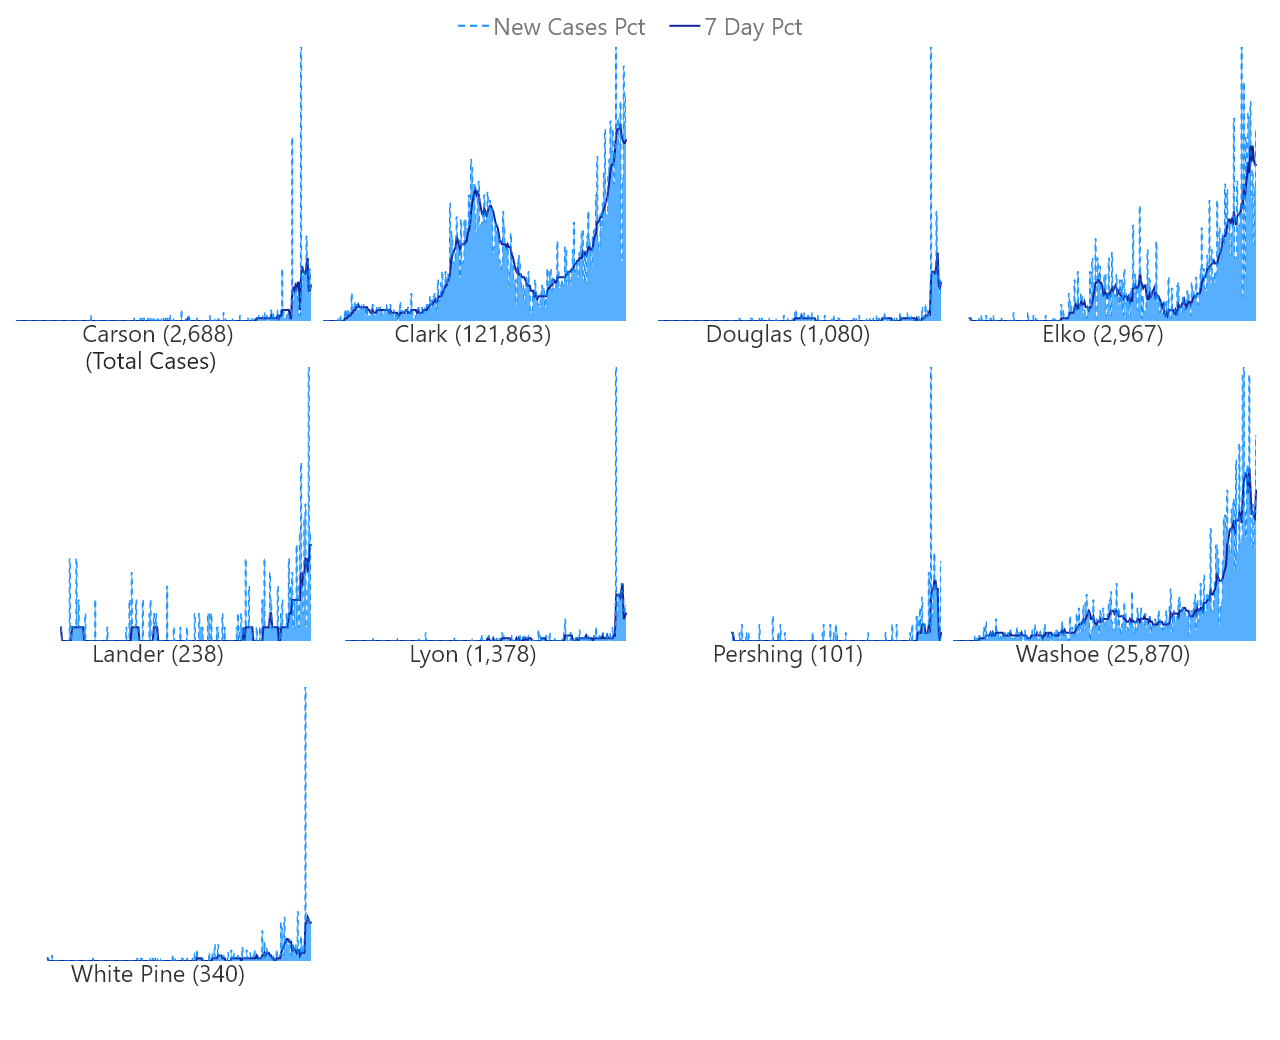 New Cases Pct 7 Day Pct
Carson (2,688) Clark (121,863) Douglas (1,080) Elko (2,967)
(Total Cases)
Lander (238) Lyon (1,378) Pershing (101) Washoe (25,870)
White Pine (340)